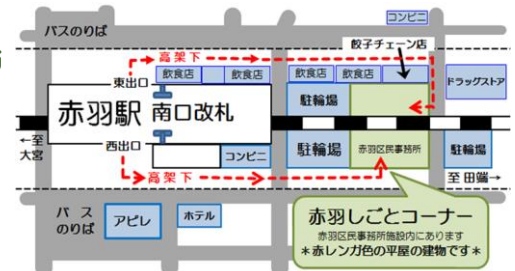 コンビニ
バスのりば
高架下
餃子チェーン店
東出口
飲食店
飲食店
飲食店
飲食店
ドラッグストア
駐輪場
赤羽駅
南口改札
←至
大宮
西出口
コンビニ
駐輪場
赤羽区民事務所
駐輪場
高架下
至田端→
バス
のりば
アピレ
ホテル
赤羽しごとコーナー
赤羽区民事務所施設内にあります
*赤レンガ色の平屋の建物です*